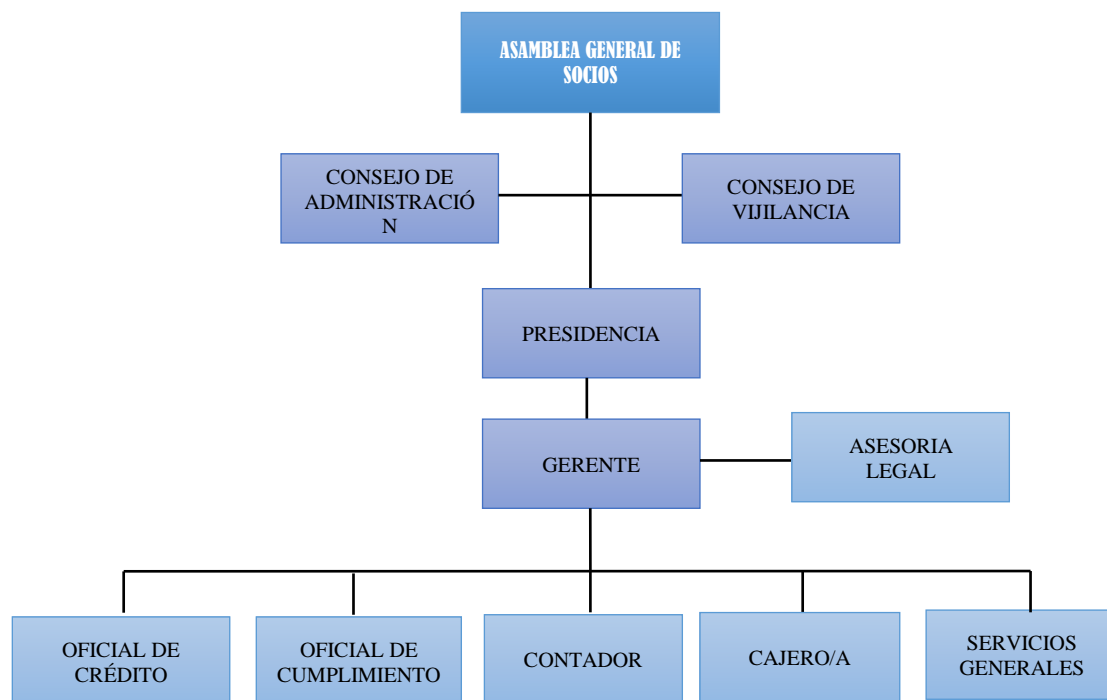 ASAMBLEA GENERAL DE
SOCIOS
CONSEJO DE
ADMINISTRACIÓ
N
CONSEJO DE
VIJILANCIA
PRESIDENCIA
GERENTE
ASESORIA
LEGAL
OFICIAL DE
CRÉDITO
OFICIAL DE
CUMPLIMIENTO
CONTADOR
CAJERO/A
SERVICIOS
GENERALES